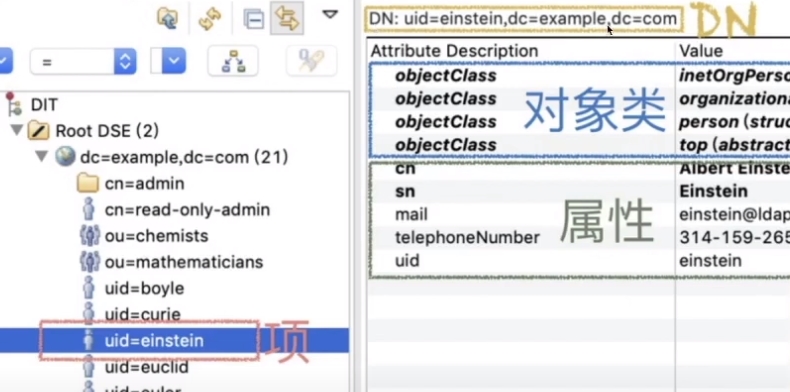 =
DIT
Root DSE (2)
dc=example,dc=com (21)
cn=admin
cn=read-only-admin
ou=chemists
ou=mathematicians
uid=boyle
uid=curie
uid=einstein 项
uid=euclid
DN: uid=einstein,dc=example,dc=com DN
Attribute Description Value
objectClass inetOrgPerso
objectClass organizationa
objectClass person (struc
objectClass top (abstract
对象类
cn Albert Einste
sn Einstein
mail einstein@ldap
telephoneNumber 314-159-265
uid einstein
属性